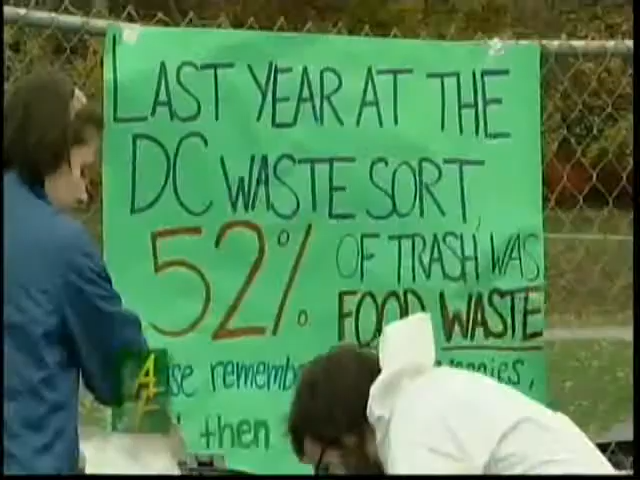 LAST YEAR AT THE
DC WASTE SORT,
52% OF TRASH WAS
FOOD WASTE
rememb
then
A